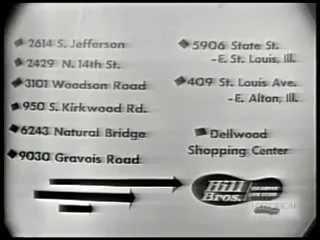 2614 S. Jefferson
2429 N. 14th St.
3101 Woodson Road
950 S. Kirkwood Rd.
6243 Natural Bridge
9030 Gravois Road
5906 State St.
-E. St. Louis, Ill.
409 St. Louis Ave.
-E. Alton, Ill.
Dellwood
Shopping Center
Hill
Bros.